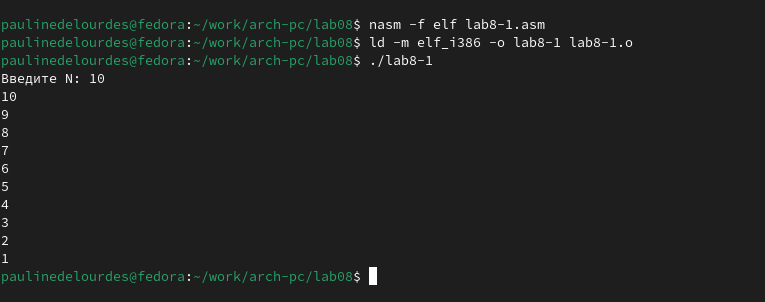 paulinedelourdes@fedora:~/work/arch-pc/lab08$ nasm -f elf lab8-1.asm
paulinedelourdes@fedora:~/work/arch-pc/lab08$ ld -m elf_i386 -o lab8-1 lab8-1.o
paulinedelourdes@fedora:~/work/arch-pc/lab08$ ./lab8-1
Введите N: 10
10
9
8
7
6
5
4
3
2
1
paulinedelourdes@fedora:~/work/arch-pc/lab08$